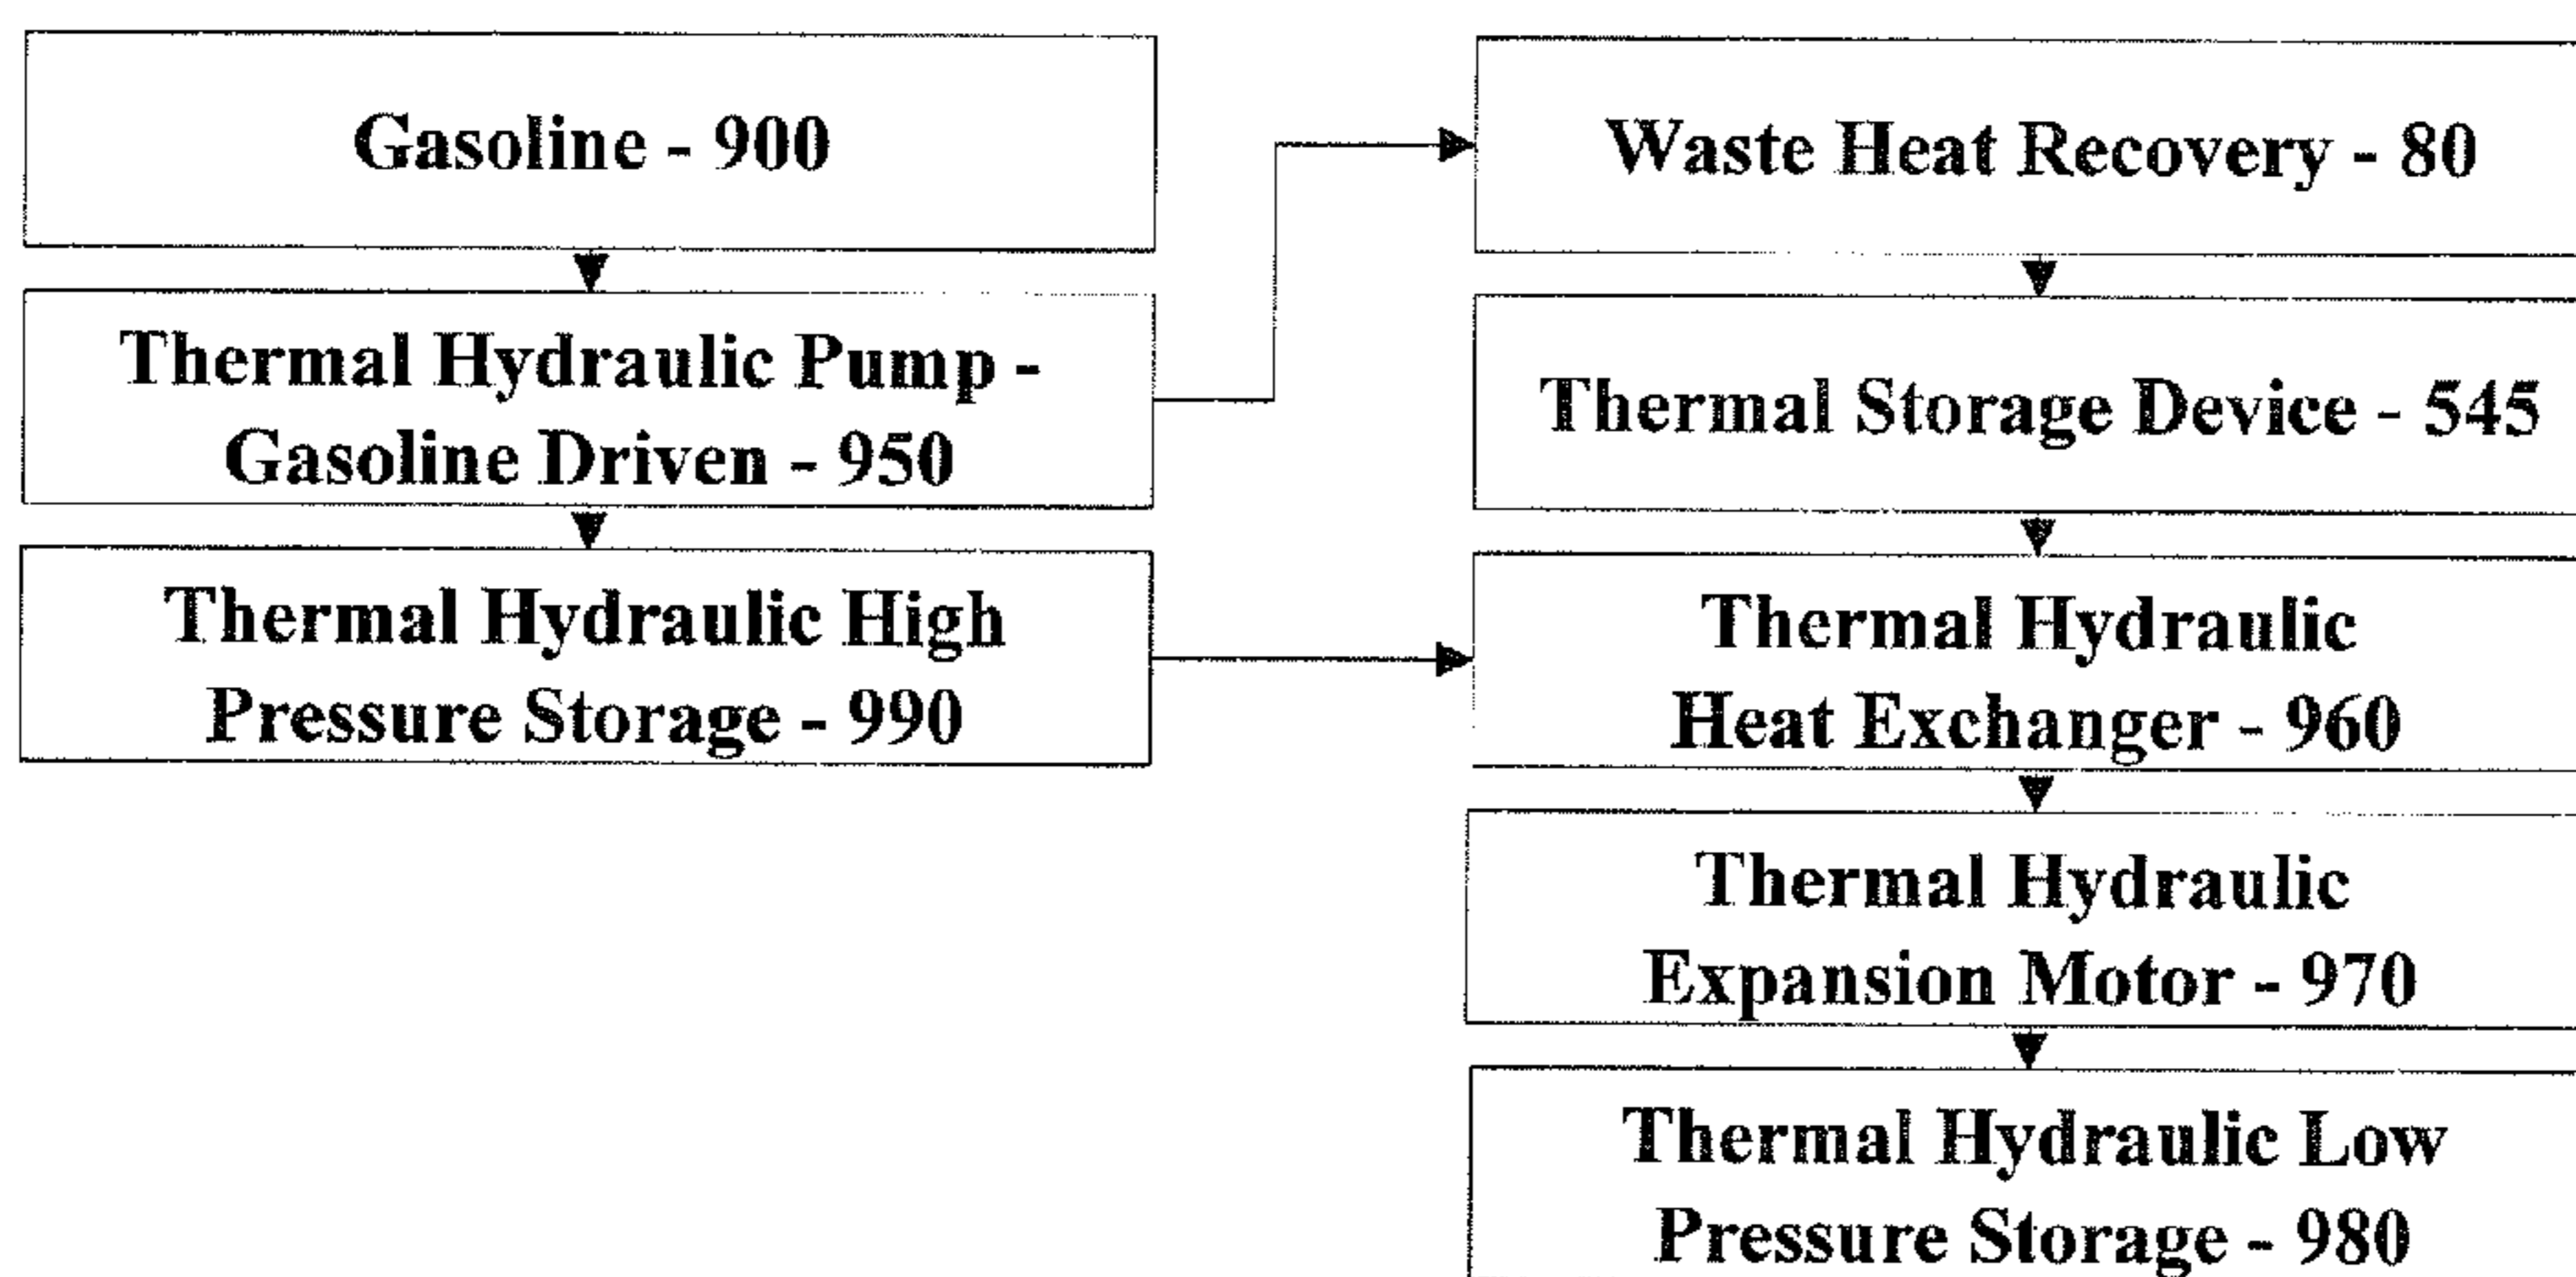 Gasoline - 900
Thermal Hydraulic Pump -
Gasoline Driven - 950
Thermal Hydraulic High
Pressure Storage - 990
Waste Heat Recovery - 80
Thermal Storage Device - 545
Thermal Hydraulic
Heat Exchanger - 960
Thermal Hydraulic
Expansion Motor - 970
Thermal Hydraulic Low
Pressure Storage - 980